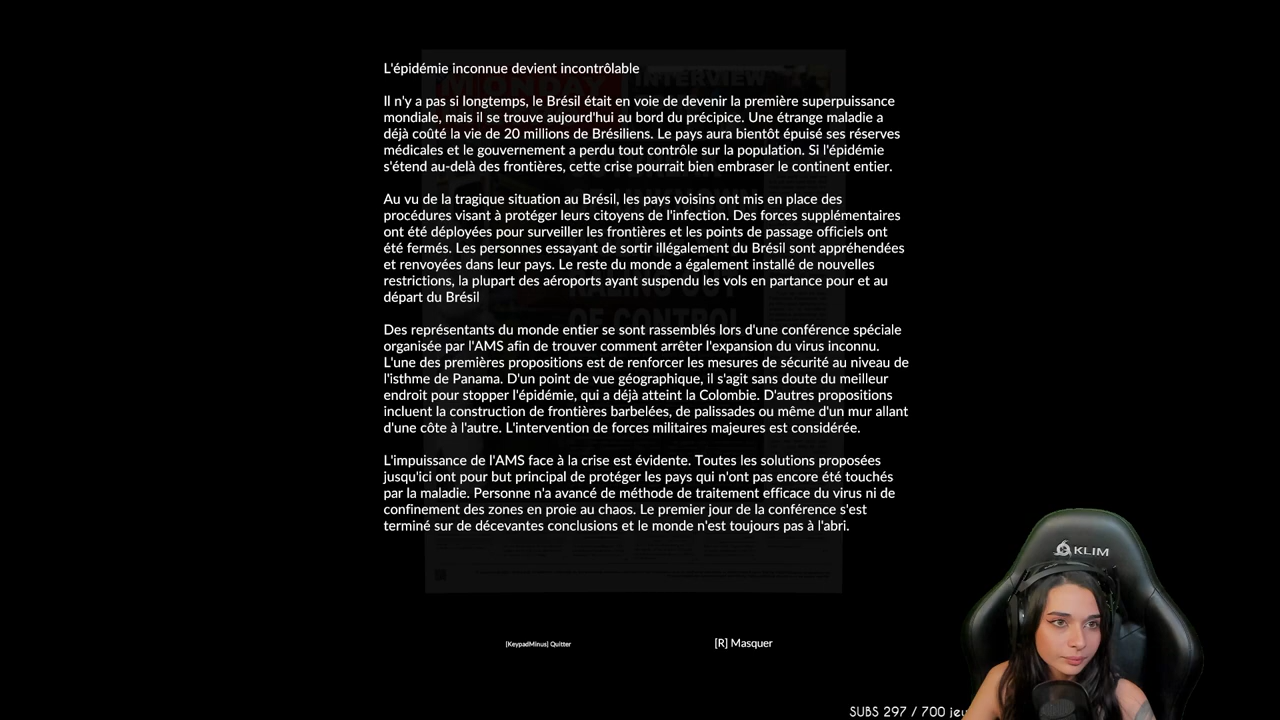 L'épidémie inconnue devient incontrôlable
Il n'y a pas si longtemps, le Brésil était en voie de devenir la première superpuissance
mondiale, mais il se trouve aujourd'hui au bord du précipice. Une étrange maladie a
déjà coûté la vie de 20 millions de Brésiliens. Le pays aura bientôt épuisé ses réserves
médicales et le gouvernement a perdu tout contrôle sur la population. Si l'épidémie
s'étend au-delà des frontières, cette crise pourrait bien embraser le continent entier.
Au vu de la tragique situation au Brésil, les pays voisins ont mis en place des
procédures visant à protéger leurs citoyens de l'infection. Des forces supplémentaires
ont été déployées pour surveiller les frontières et les points de passage officiels ont
été fermés. Les personnes essayant de sortir illégalement du Brésil sont appréhendées
et renvoyées dans leur pays. Le reste du monde a également installé de nouvelles
restrictions, la plupart des aéroports ayant suspendu les vols en partance pour et au
départ du Brésil
Des représentants du monde entier se sont rassemblés lors d'une conférence spéciale
organisée par l'AMS afin de trouver comment arrêter l'expansion du virus inconnu.
L'une des premières propositions est de renforcer les mesures de sécurité au niveau de
l'isthme de Panama. D'un point de vue géographique, il s'agit sans doute du meilleur
endroit pour stopper l'épidémie, qui a déjà atteint la Colombie. D'autres propositions
incluent la construction de frontières barbelées, de palissades ou même d'un mur allant
d'une côte à l'autre. L'intervention de forces militaires majeures est considérée.
L'impuissance de l'AMS face à la crise est évidente. Toutes les solutions proposées
jusqu'ici ont pour but principal de protéger les pays qui n'ont pas encore été touchés
par la maladie. Personne n'a avancé de méthode de traitement efficace du virus ni de
confinement des zones en proie au chaos. Le premier jour de la conférence s'est
terminé sur de décevantes conclusions et le monde n'est toujours pas à l'abri.
[KeypadMinus] Quitter
[R] Masquer
KLIM
SUBS 297 / 700 jeu